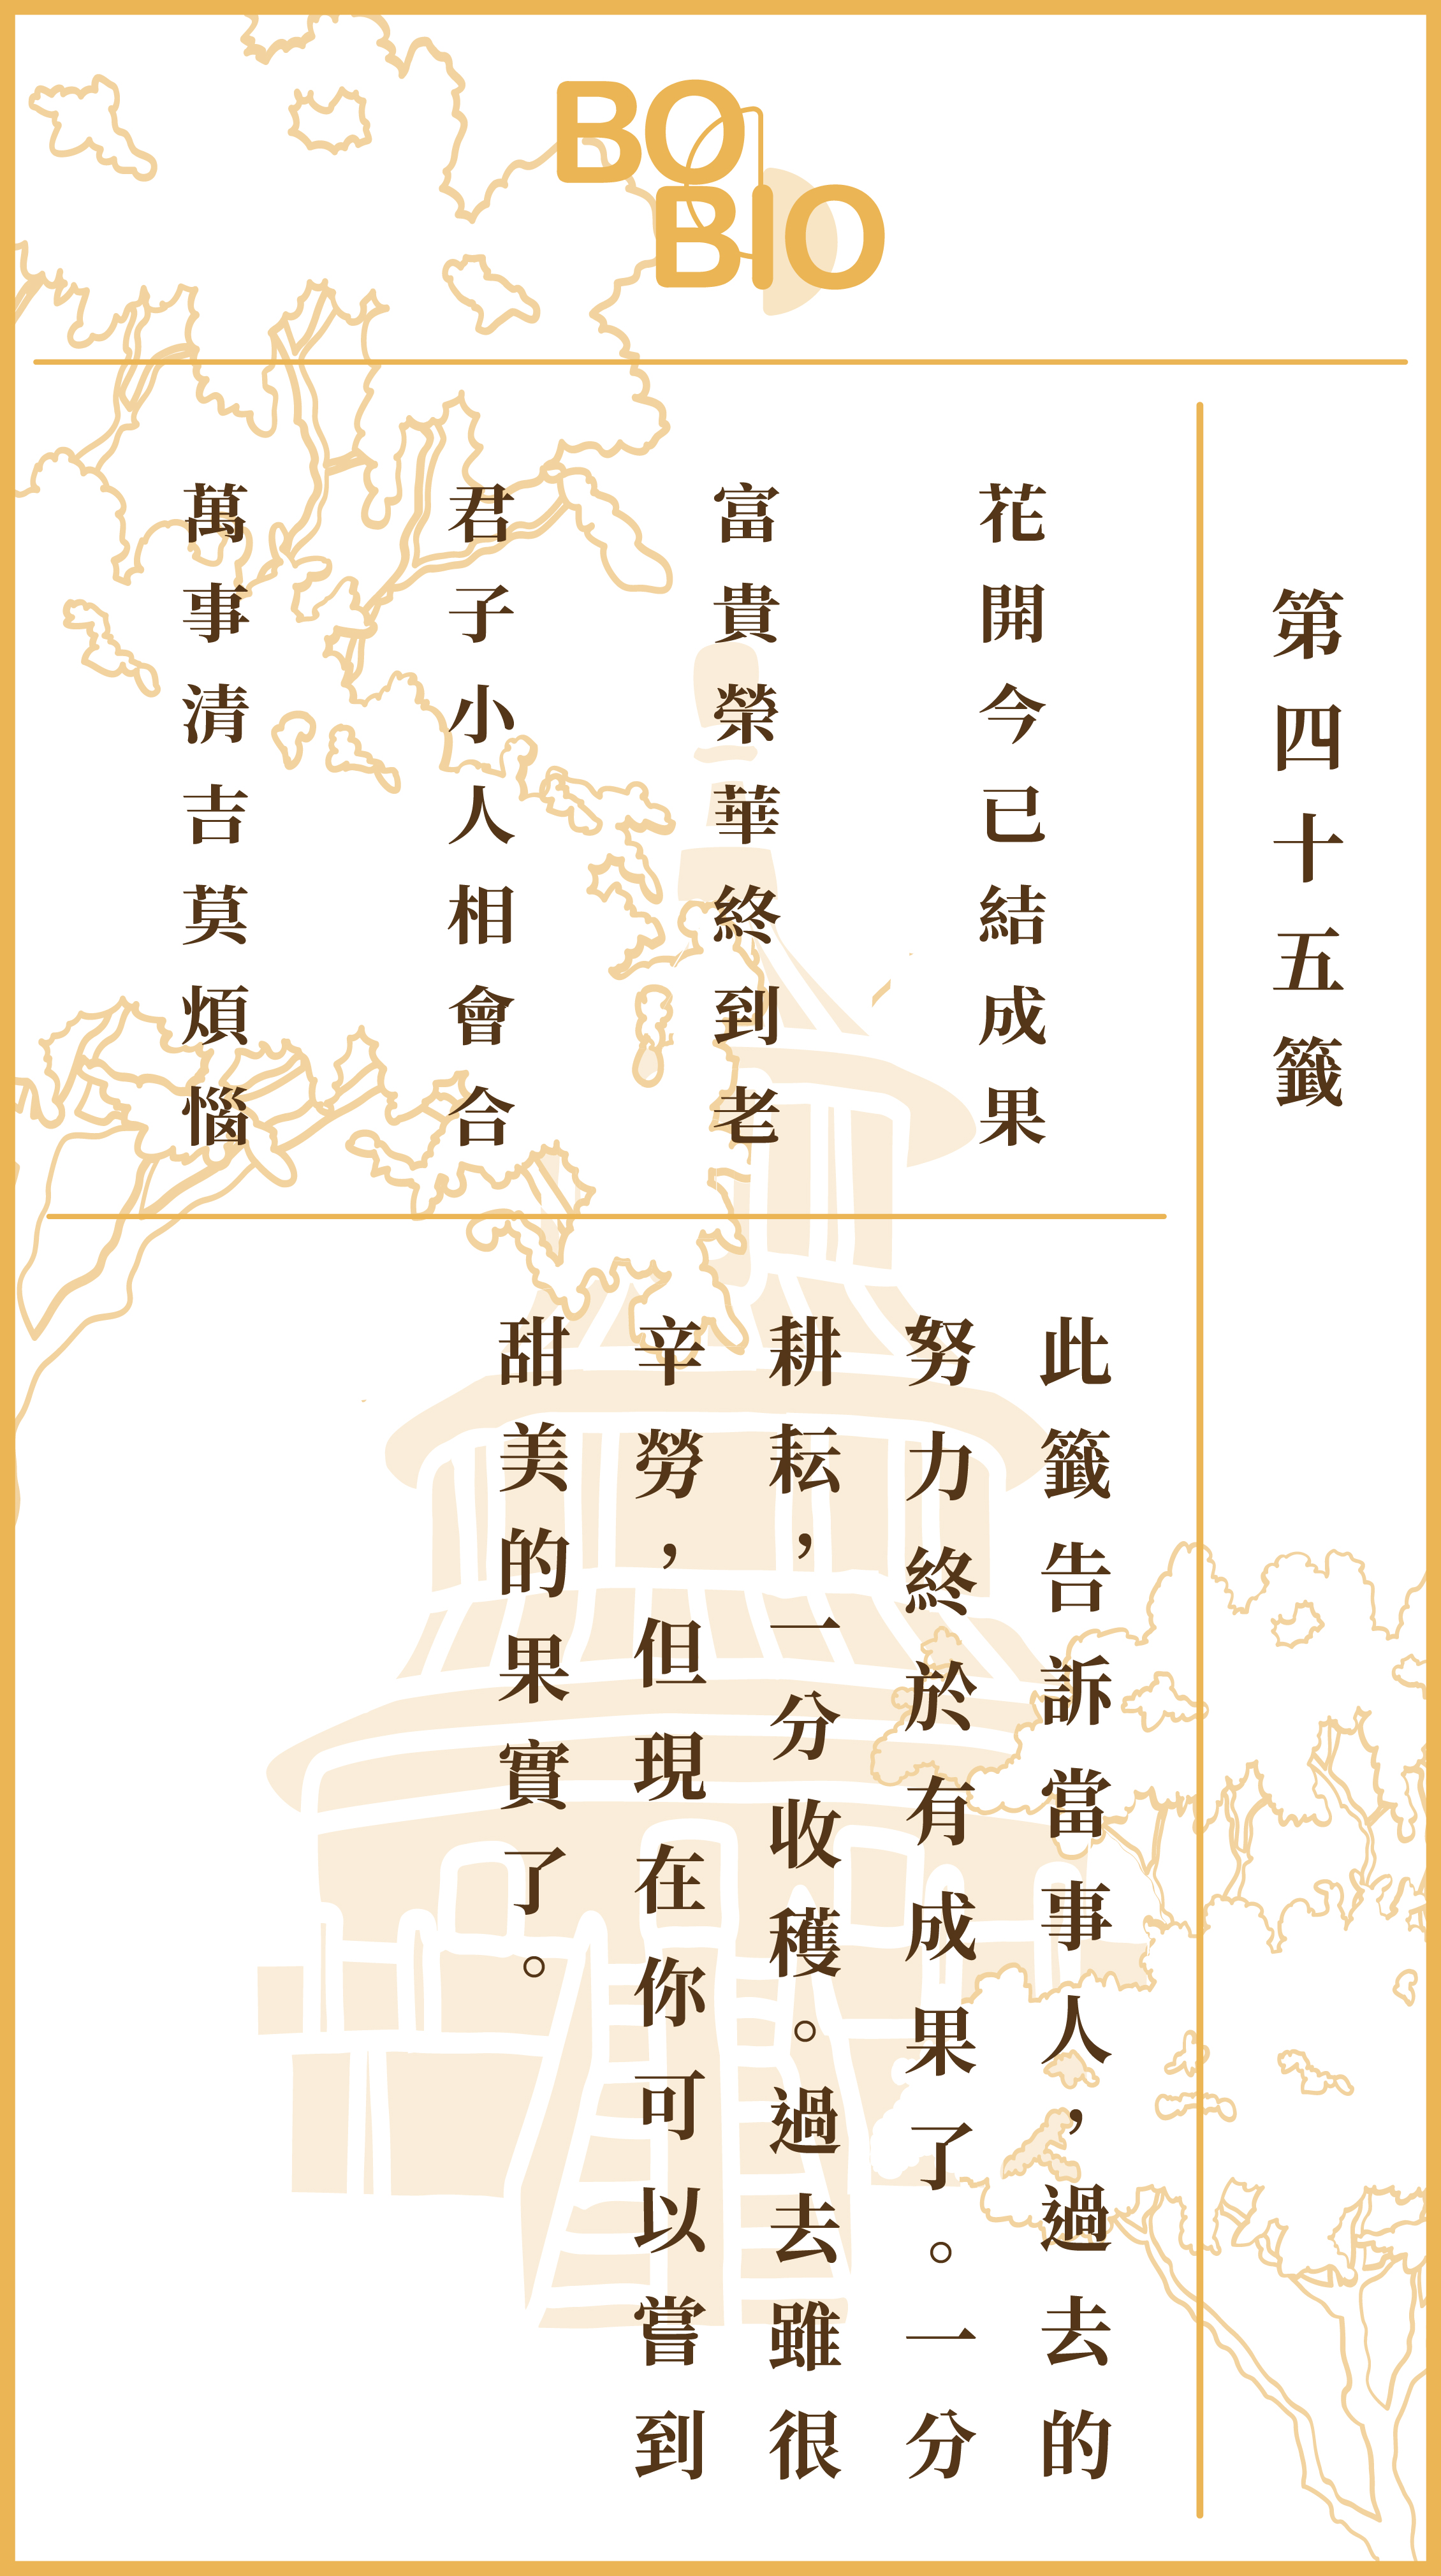 BO
BIO
第四十五籤
花開今已結成果
富貴榮華終到老
君子小人相會合
萬事清吉莫煩惱
此籤告訴當事人，過去的
努力終於有成果了。一分
耕耘，一分收穫。過去雖很
辛勞，但現在你可以嘗到
甜美的果實了。